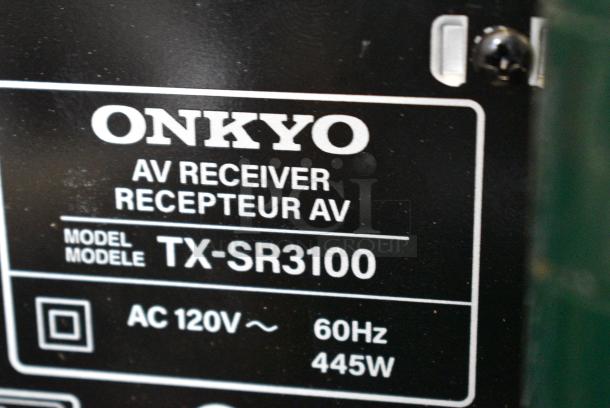 ONKYO
AV RECEIVER
RECEPTEUR AV
MODEL
MODELE TX-SR3100
AC 120V~ 60Hz
445W